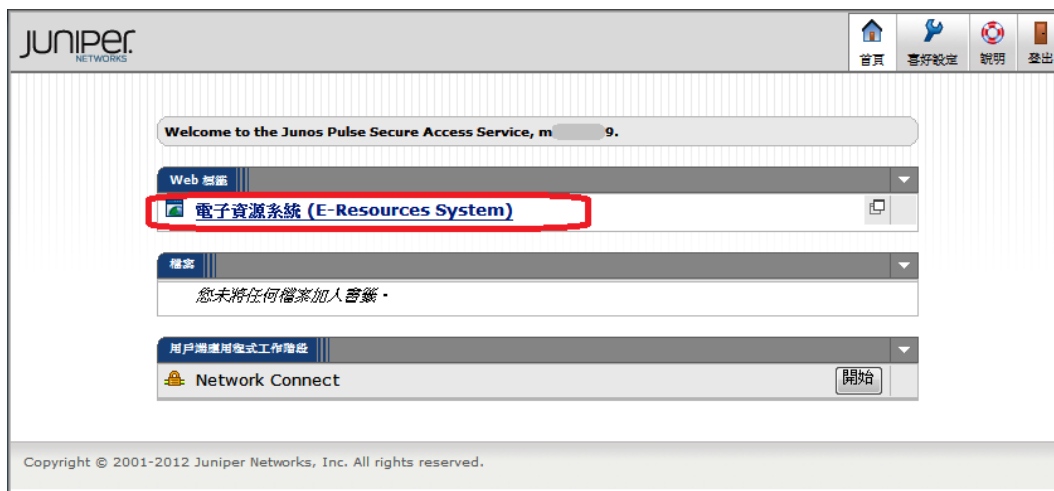 JUNIPER
NETWORKS
首頁
喜好設定
說明
登出
Welcome to the Junos Pulse Secure Access Service, m 9.
Web 標籤
電子資源系統 (E-Resources System)
檔案
您未將任何檔案加入書籤。
用戶端應用程式工作階段
Network Connect
開始
Copyright © 2001-2012 Juniper Networks, Inc. All rights reserved.